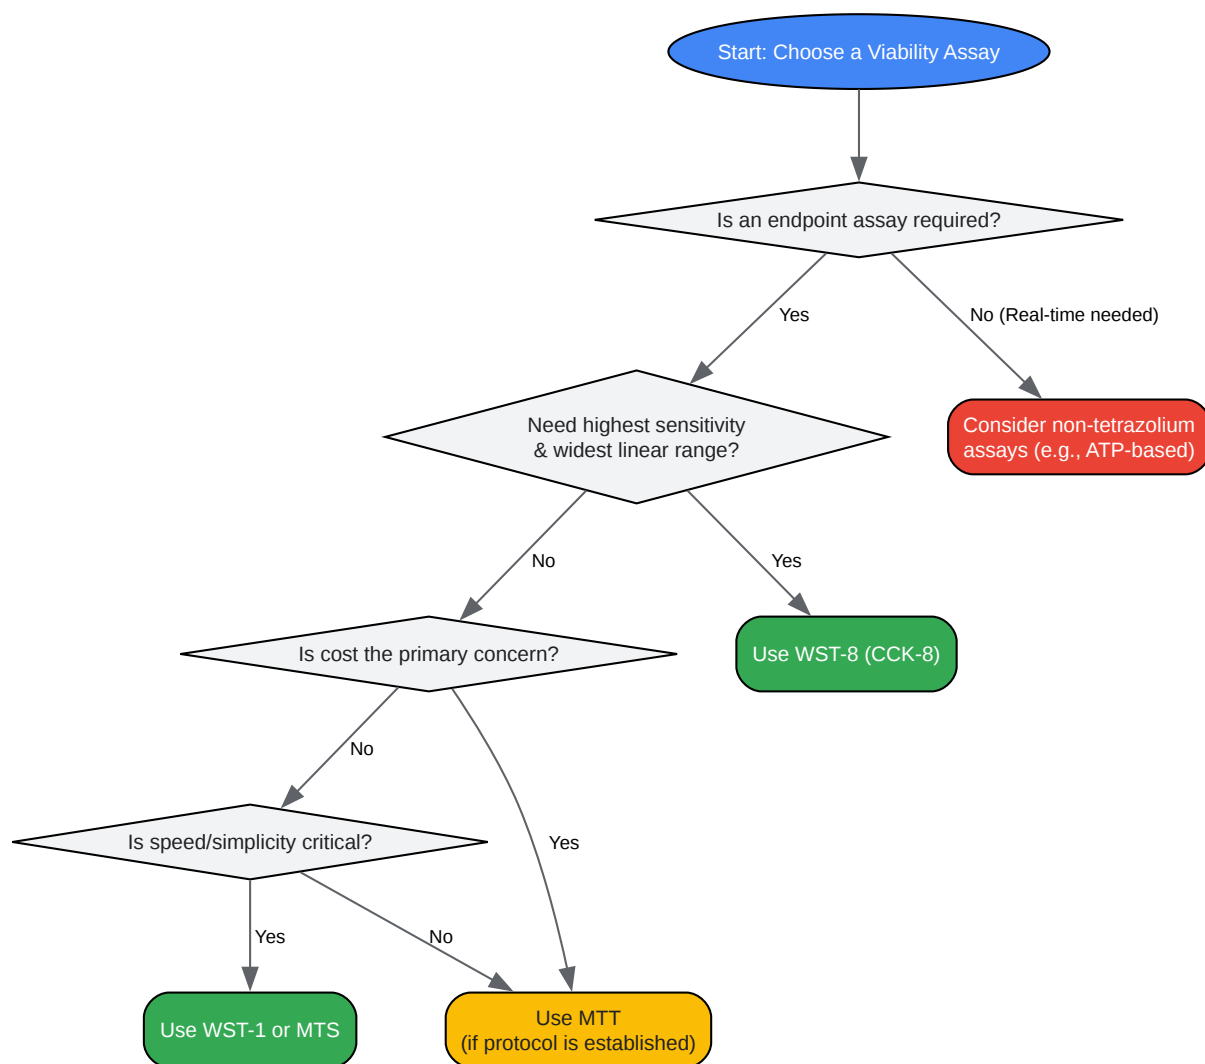 Start: Choose a Viability Assay
Is an endpoint assay required?
Yes
No (Real-time needed)
Need highest sensitivity
& widest linear range?
Consider non-tetrazolium
assays (e.g., ATP-based)
No
Yes
Is cost the primary concern?
Use WST-8 (CCK-8)
No
Yes
Is speed/simplicity critical?
Yes
No
Use WST-1 or MTS
Use MTT
(if protocol is established)